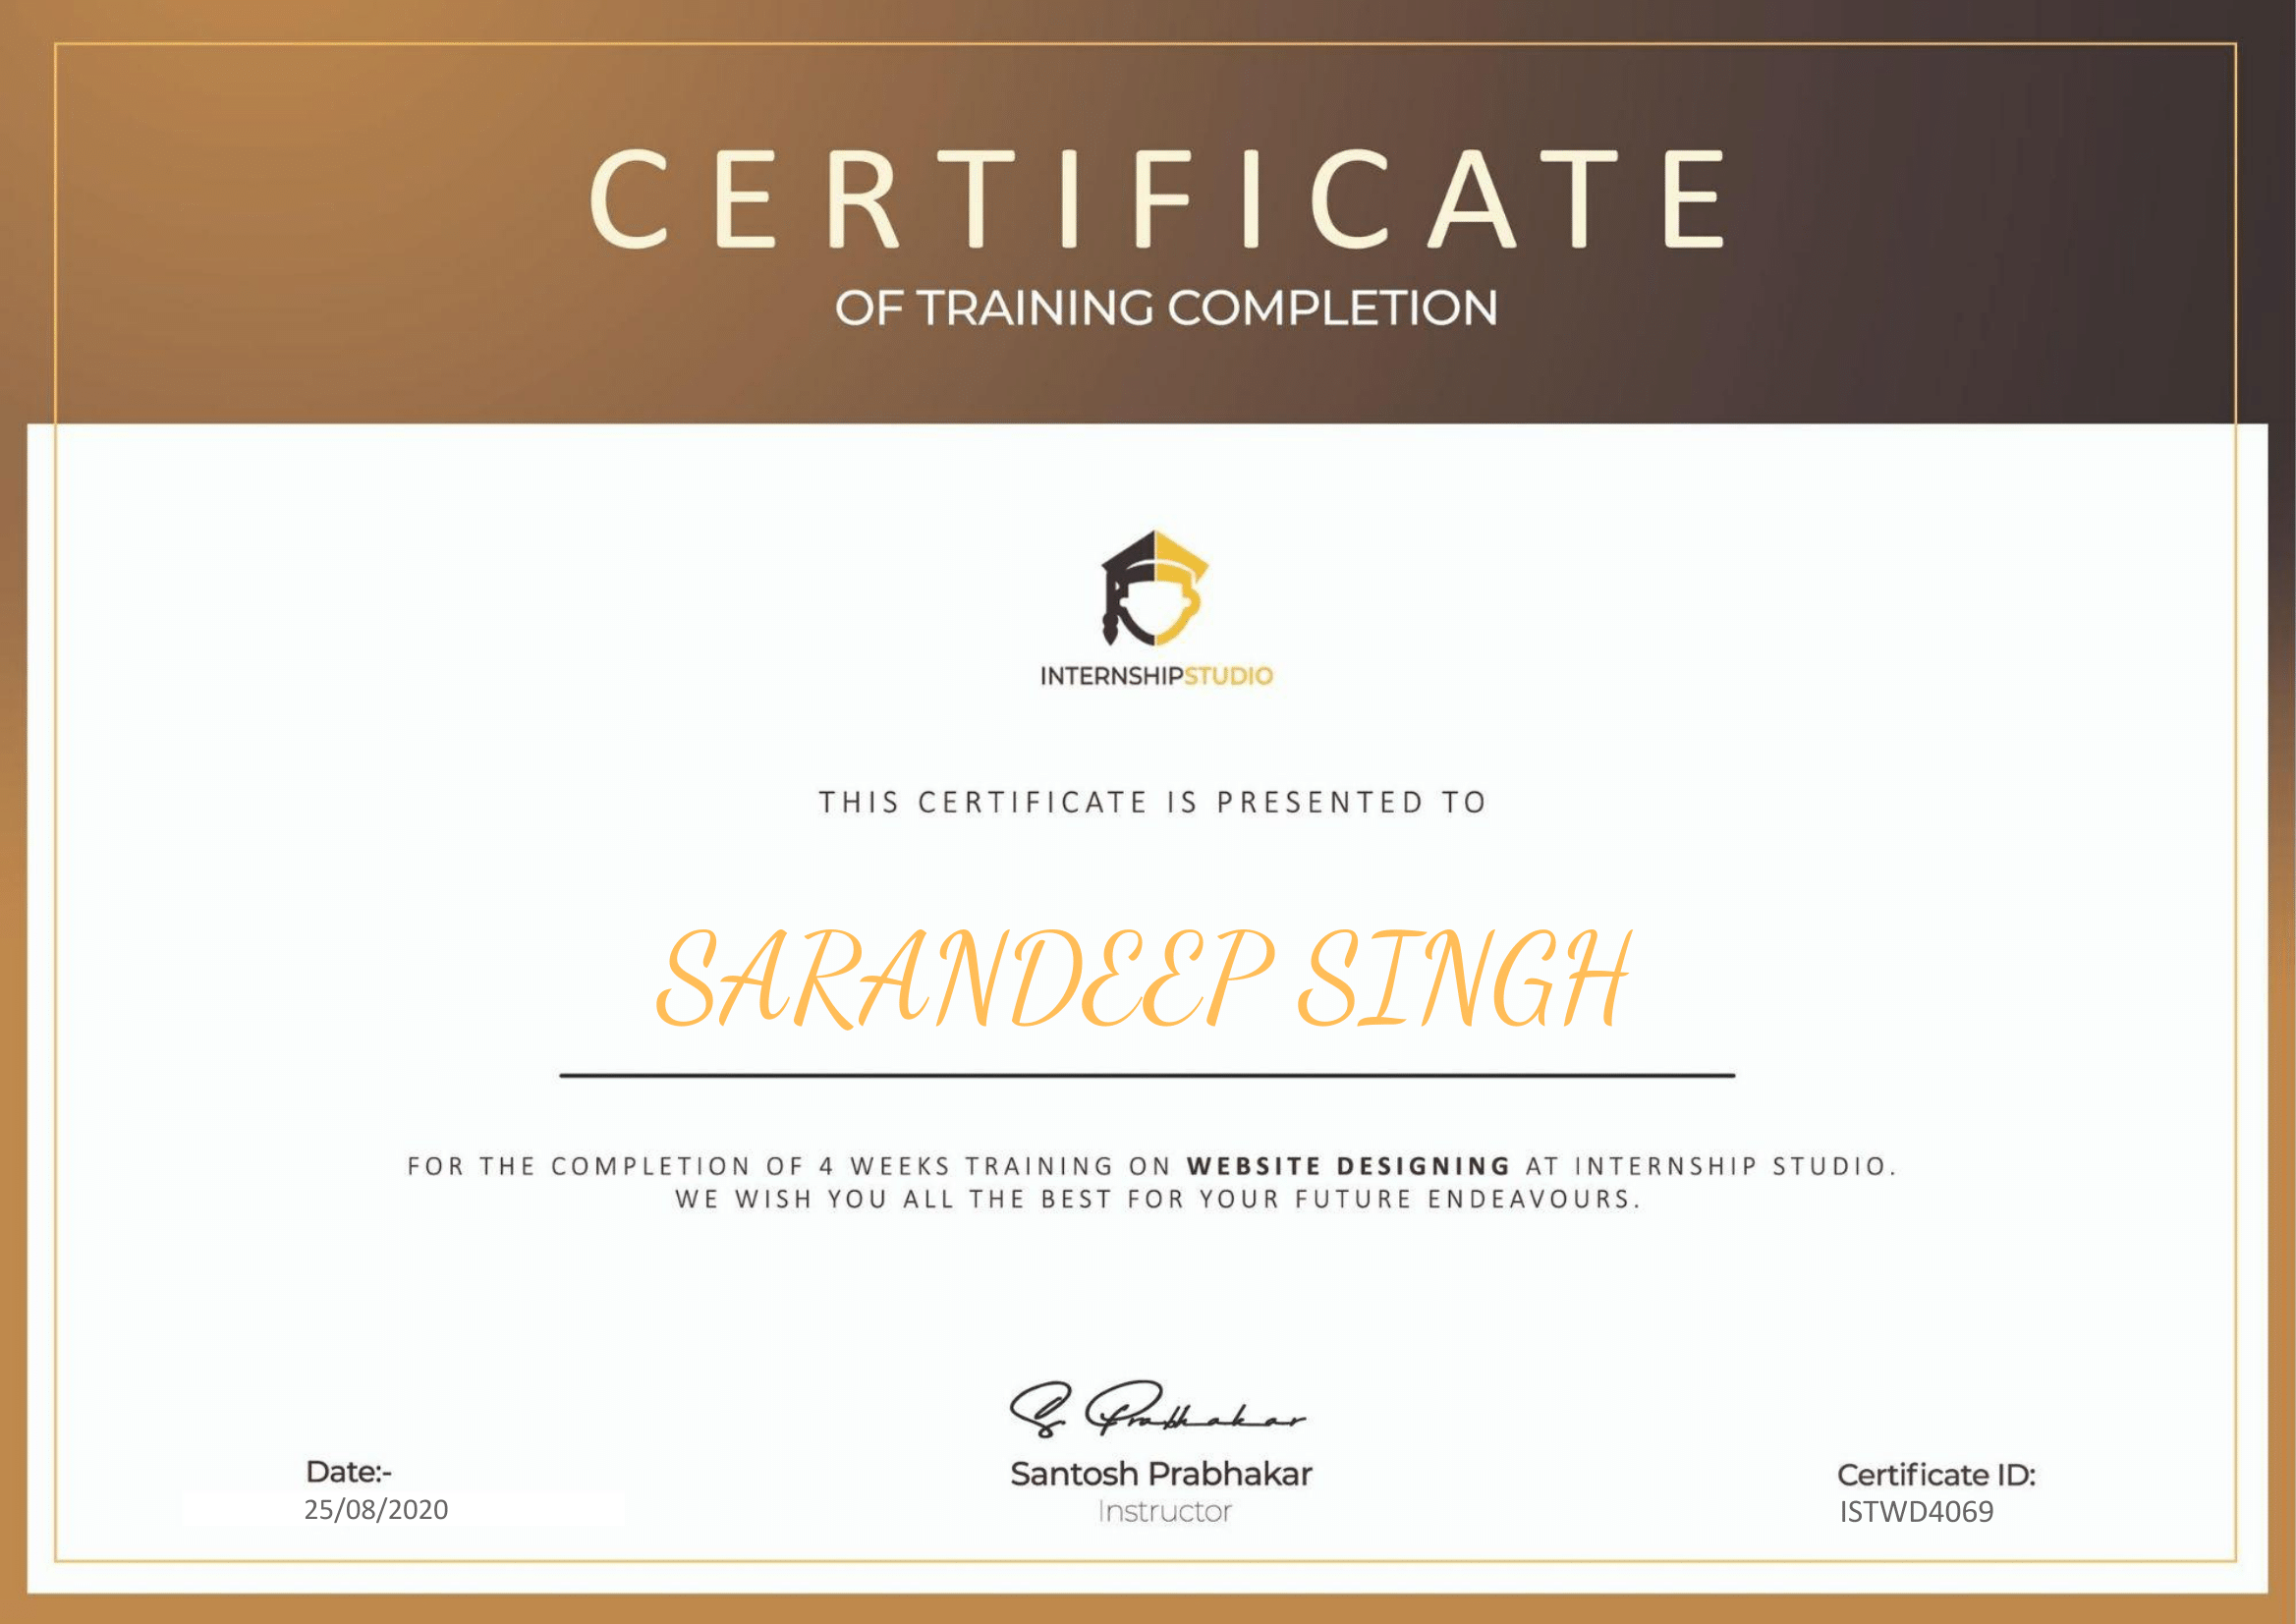 CERTIFICATE
OF TRAINING COMPLETION
INTERNSHIPSTUDIO
THIS CERTIFICATE IS PRESENTED TO
SARANDEEP SINGH
FOR THE COMPLETION OF 4 WEEKS TRAINING ON WEBSITE DESIGNING AT INTERNSHIP STUDIO.
WE WISH YOU ALL THE BEST FOR YOUR FUTURE ENDEAVOURS.
S. Prabhakar
Date:-
25/08/2020
Santosh Prabhakar
Instructor
Certificate ID:
ISTWD4069